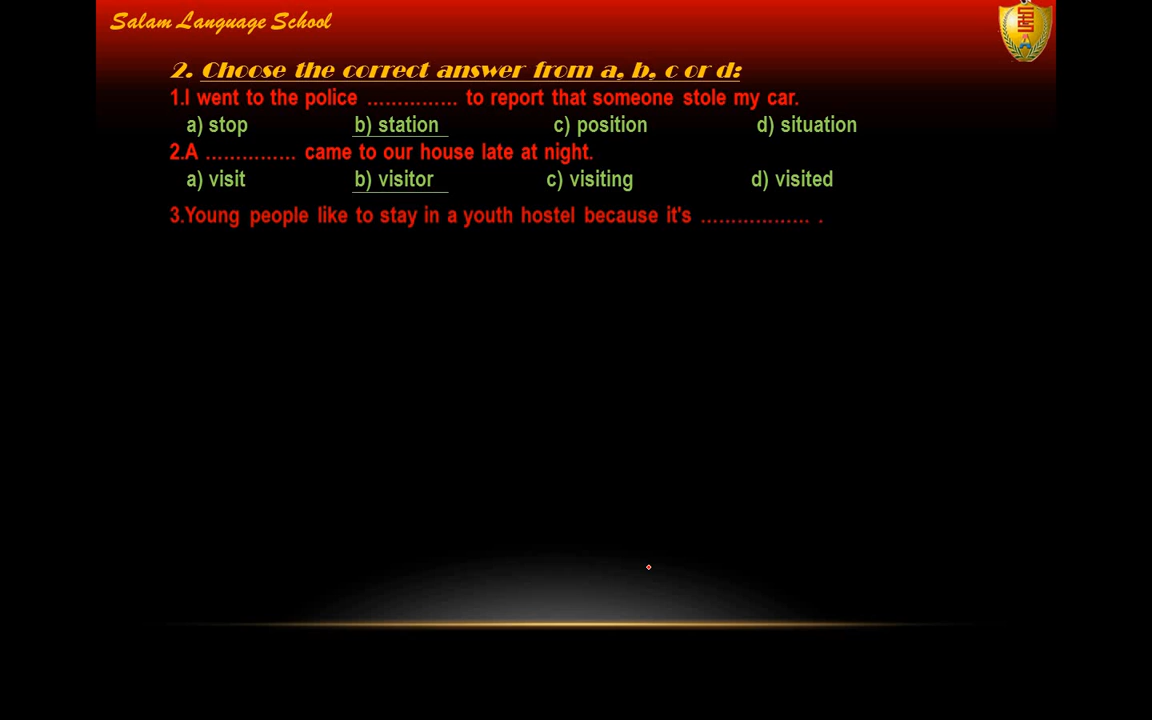 Salam Language School
2. Choose the correct answer from a, b, c or d:
1.I went to the police …………… to report that someone stole my car.
a) stop b) station c) position d) situation
2.A …………… came to our house late at night.
a) visit b) visitor c) visiting d) visited
3.Young people like to stay in a youth hostel because it's ……………… .